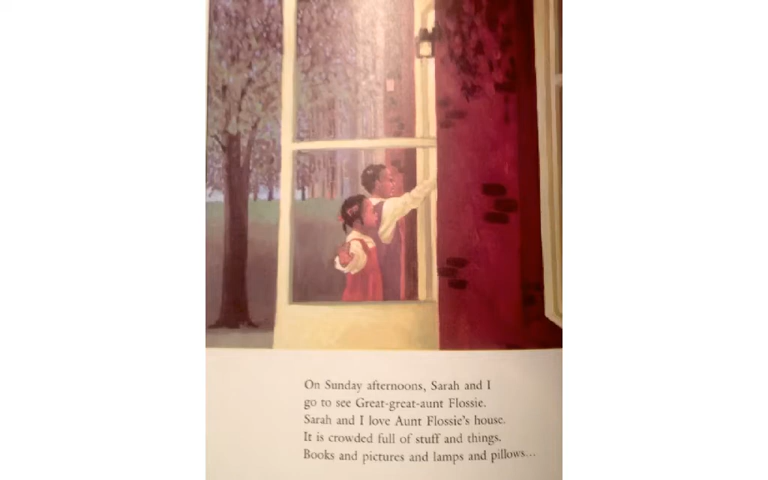 On Sunday afternoons, Sarah and I
go to see Great-great-aunt Flossie.
Sarah and I love Aunt Flossie's house.
It is crowded full of stuff and things.
Books and pictures and lamps and pillows...